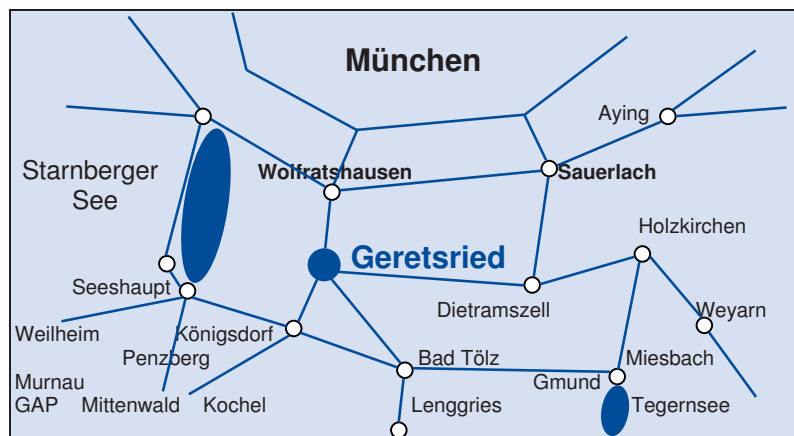 München
Aying
Starnberger
See
Wolfratshausen
Sauerlach
Holzkirchen
Geretsried
Seeshaupt
Dietramszell
Weyarn
Weilheim
Königsdorf
Penzberg
Bad Tölz
Miesbach
Gmund
Murnau
GAP
Mittenwald
Kochel
Lenggries
Tegernsee